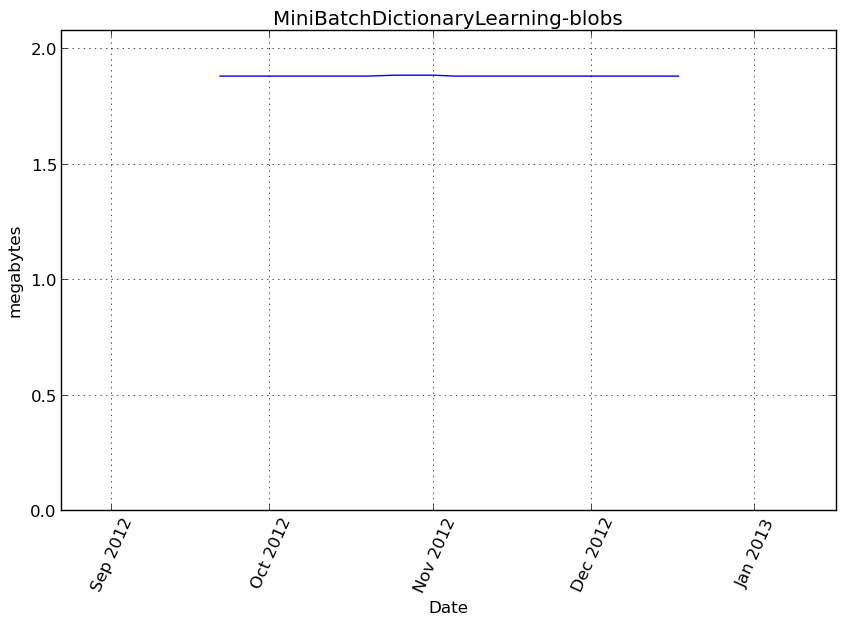 MiniBatchDictionaryLearning-blobs
2.0
1.5
1.0
0.5
0.0
megabytes
Sep 2012
Oct 2012
Nov 2012
Dec 2012
Jan 2013
Date